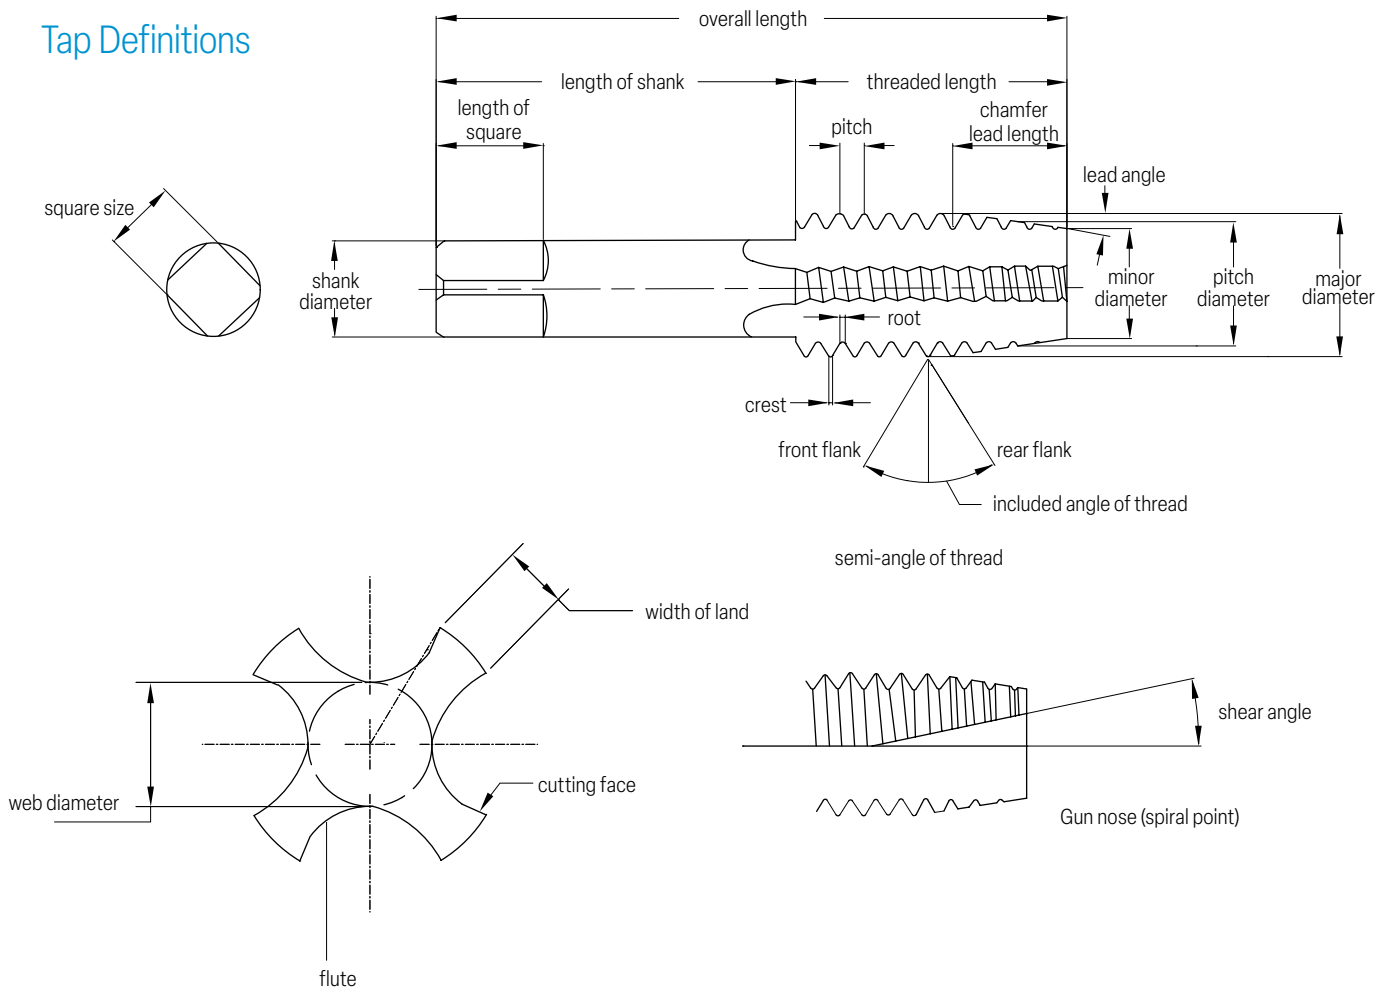 Tap Definitions
overall length
length of shank
threaded length
length of
square
pitch
chamfer
lead length
lead angle
square size
shank
diameter
minor
diameter
pitch
diameter
major
diameter
root
crest
front flank
rear flank
included angle of thread
semi-angle of thread
width of land
shear angle
cutting face
web diameter
Gun nose (spiral point)
flute